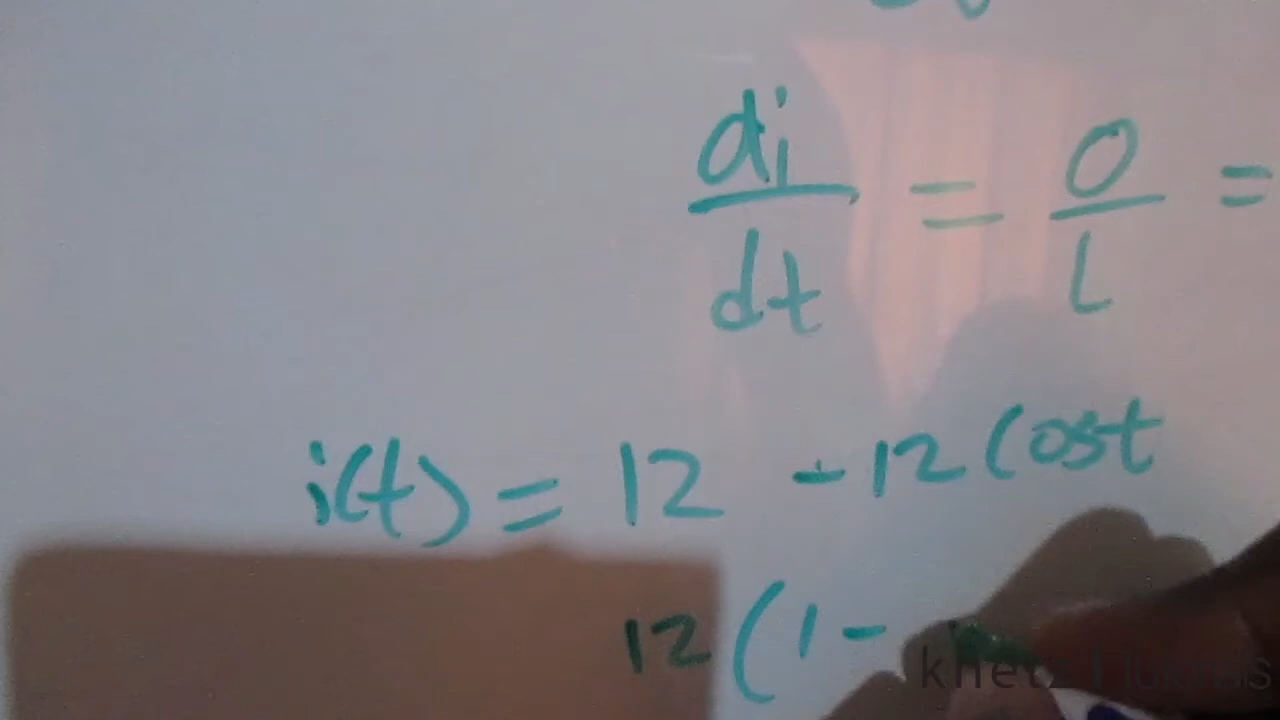 di/dt = 0/L =
i(t) = 12 - 12 Cost
12 (1 -